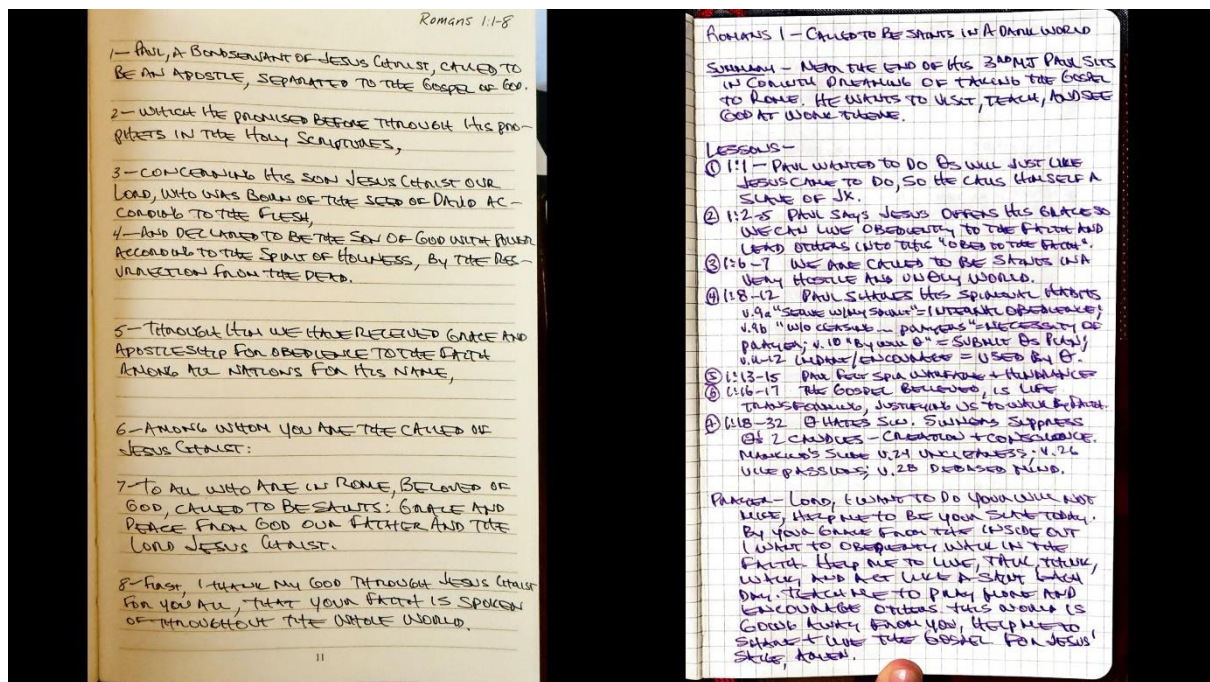 Romans 1:1-8
1— PAUL, A BONDSERVANT OF JESUS CHRIST, CALLED TO
BE AN APOSTLE, SEPARATED TO THE GOSPEL OF GOD.
2— WHICH HE PROMISED BEFORE THROUGH HIS PRO-
PHETS IN THE HOLY SCRIPTURES,
3— CONCERNING HIS SON JESUS CHRIST OUR
LORD, WHO WAS BORN OF THE SEED OF DAVID AC-
CORDING TO THE FLESH,
4— AND DECLARED TO BE THE SON OF GOD WITH POWER
ACCORDING TO THE SPIRIT OF HOLINESS, BY THE RES-
URRECTION FROM THE DEAD.
5— THROUGH HIM WE HAVE RECEIVED GRACE AND
APOSTLESHIP FOR OBEDIENCE TO THE FAITH
AMONG ALL NATIONS FOR HIS NAME,
6— AMONG WHOM YOU ARE THE CALLED OF
JESUS CHRIST:
7— TO ALL WHO ARE IN ROME, BELOVED OF
GOD, CALLED TO BE SAINTS: GRACE AND
PEACE FROM GOD OUR FATHER AND THE
LORD JESUS CHRIST.
8— FIRST, I THANK MY GOD THROUGH JESUS CHRIST
FOR YOU ALL, THAT YOUR FAITH IS SPOKEN
OF THROUGHOUT THE WHOLE WORLD.
11
ROMANS 1 — CALLED TO BE SAINTS IN A DARK WORLD
SUMMARY — NEAR THE END OF HIS 3RD MJ PAUL SITS
IN CORINTH DREAMING OF TAKING THE GOSPEL
TO ROME. HE WANTS TO VISIT, TEACH, AND SEE
GOD AT WORK THERE.
LESSONS—
① 1:1 — PAUL WANTED TO DO Θs WILL JUST LIKE
JESUS CAME TO DO, SO HE CALLS HIMSELF A
SLAVE OF JX.
② 1:2-5 PAUL SAYS JESUS OFFERS HIS GRACE SO
WE CAN LIVE OBEDIENTLY TO THE FAITH AND
LEAD OTHERS INTO THIS "OBED TO THE FAITH".
③ 1:6-7 WE ARE CALLED TO BE SAINTS IN A
VERY HOSTILE AND UNHOLY WORLD.
④ 1:8-12 PAUL SHARES HIS SPIRITUAL HABITS
v.9a "SERVE W/MY SPIRIT" = INTERNAL OBEDIENCE;
v.9b "W/O CEASING... PRAYERS" = NECESSITY OF
PRAYER; v.10 "BY WILL Θ" = SUBMIT Θs PLAN;
v.11-12 IMPART/ENCOURAGE = USED BY Θ.
⑤ 1:13-15 PAUL FELT SPIR WARFARE + HINDRANCE
⑥ 1:16-17 THE GOSPEL BELIEVED, IS LIFE
TRANSFORMING, JUSTIFYING US TO WALK BY FAITH.
⑦ 1:18-32 Θ HATES SIN. SINNERS SUPPRESS
Θs 2 CANDLES — CREATION + CONSCIENCE.
MANKIND'S SLIDE v.24 UNCLEANNESS; v.26
VILE PASSIONS; v.28 DEBASED MIND.
PRAYER — LORD, I WANT TO DO YOUR WILL NOT
MINE, HELP ME TO BE YOUR SLAVE TODAY.
BY YOUR GRACE FROM THE INSIDE OUT
I WANT TO OBEDIENTLY WALK IN THE
FAITH. HELP ME TO LIVE, TALK, THINK,
WALK, AND ACT LIKE A SAINT EACH
DAY. TEACH ME TO PRAY MORE AND
ENCOURAGE OTHERS. THIS WORLD IS
GOING AWAY FROM YOU, HELP ME TO
SHARE + LIVE THE GOSPEL FOR JESUS'
SAKE, AMEN.